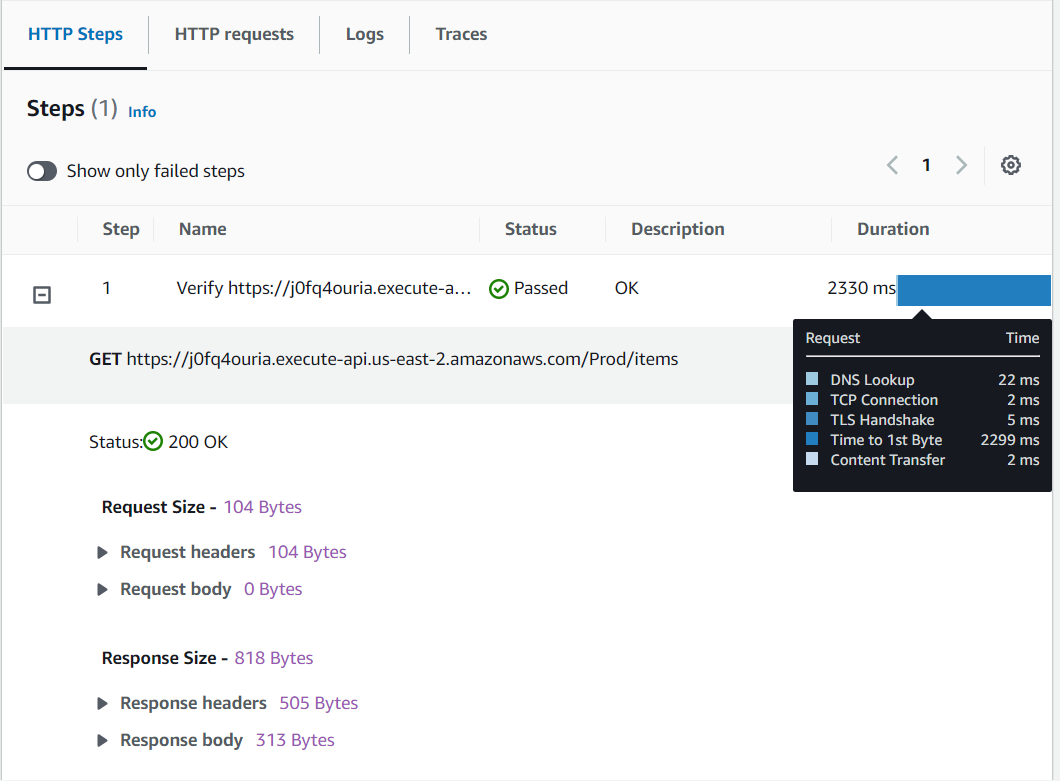 HTTP Steps HTTP requests Logs Traces
Steps (1) Info
Show only failed steps
1
Step Name Status Description Duration
1 Verify https://j0fq4ouria.execute-a... Passed OK 2330 ms
GET https://j0fq4ouria.execute-api.us-east-2.amazonaws.com/Prod/items
Request Time
DNS Lookup 22 ms
TCP Connection 2 ms
TLS Handshake 5 ms
Time to 1st Byte 2299 ms
Content Transfer 2 ms
Status: 200 OK
Request Size - 104 Bytes
Request headers 104 Bytes
Request body 0 Bytes
Response Size - 818 Bytes
Response headers 505 Bytes
Response body 313 Bytes